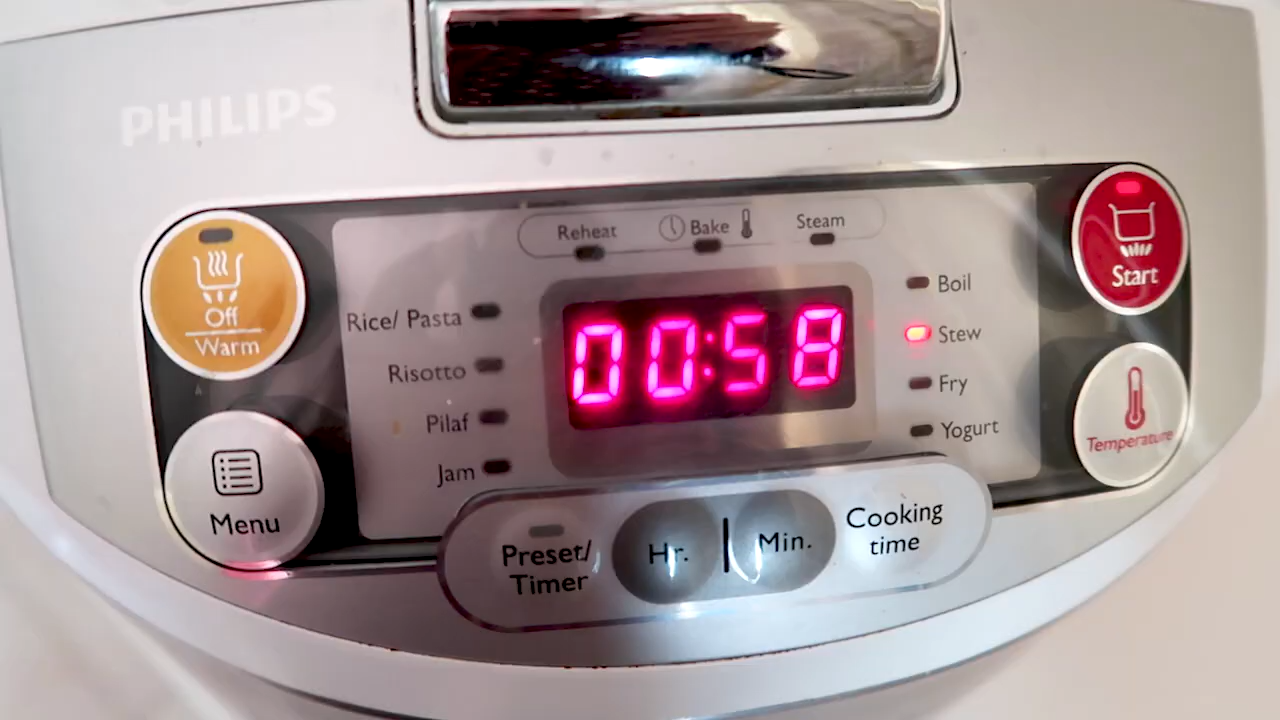 PHILIPS
Reheat
Bake
Steam
Off
Warm
Rice/ Pasta
Risotto
Pilaf
Jam
00:58
Boil
Stew
Fry
Yogurt
Start
Temperature
Menu
Preset/
Timer
Hr.
Min.
Cooking
time